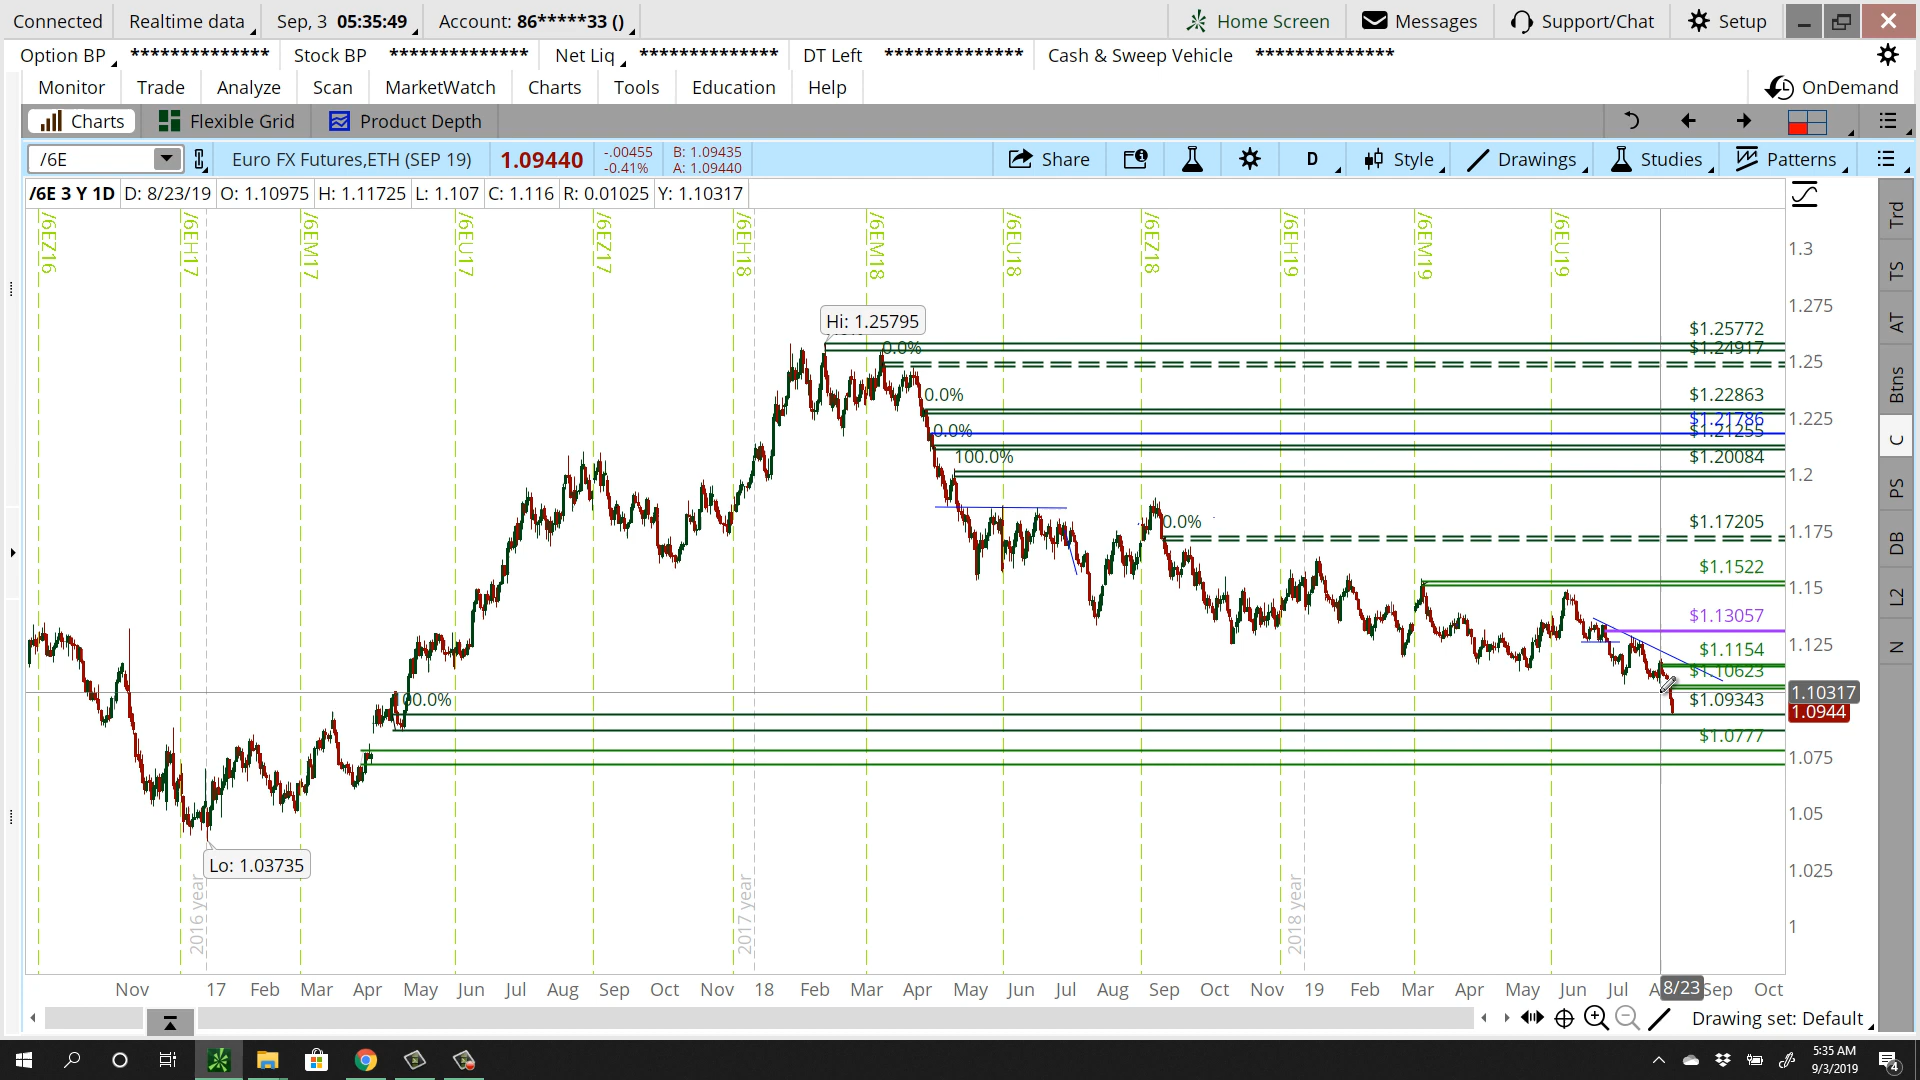 Connected Realtime data Sep, 3 05:35:49 Account: 86*****33 () Home Screen Messages Support/Chat Setup
Option BP ************** Stock BP ************** Net Liq ************** DT Left ************** Cash & Sweep Vehicle **************
Monitor Trade Analyze Scan MarketWatch Charts Tools Education Help OnDemand
Charts Flexible Grid Product Depth
/6E Euro FX Futures,ETH (SEP 19) 1.09440 -.00455 B: 1.09435 Share D Style Drawings Studies Patterns
-0.41% A: 1.09440
/6E 3 Y 1D D: 8/23/19 O: 1.10975 H: 1.11725 L: 1.107 C: 1.116 R: 0.01025 Y: 1.10317
/6EZ16 /6EH17 /6EM17 /6EU17 /6EZ17 /6EH18 /6EM18 /6EU18 /6EZ18 /6EH19 /6EM19 /6EU19
1.3
1.275
Hi: 1.25795
$1.25772
0.0% $1.24917
1.25
0.0% $1.22863
$1.21786
1.225
0.0% $1.21255
100.0% $1.20084
1.2
0.0% $1.17205
1.175
$1.1522
1.15
$1.13057
1.125
$1.1154
$1.10623
1.10317
100.0% $1.09343
1.0944
$1.0777
1.075
1.05
Lo: 1.03735
1.025
2016 year 2017 year 2018 year
1
Nov 17 Feb Mar Apr May Jun Jul Aug Sep Oct Nov 18 Feb Mar Apr May Jun Jul Aug Sep Oct Nov 19 Feb Mar Apr May Jun Jul A 8/23 Sep Oct
Drawing set: Default
Trd
TS
AT
Btns
C
PS
DB
L2
N
5:35 AM
9/3/2019
4